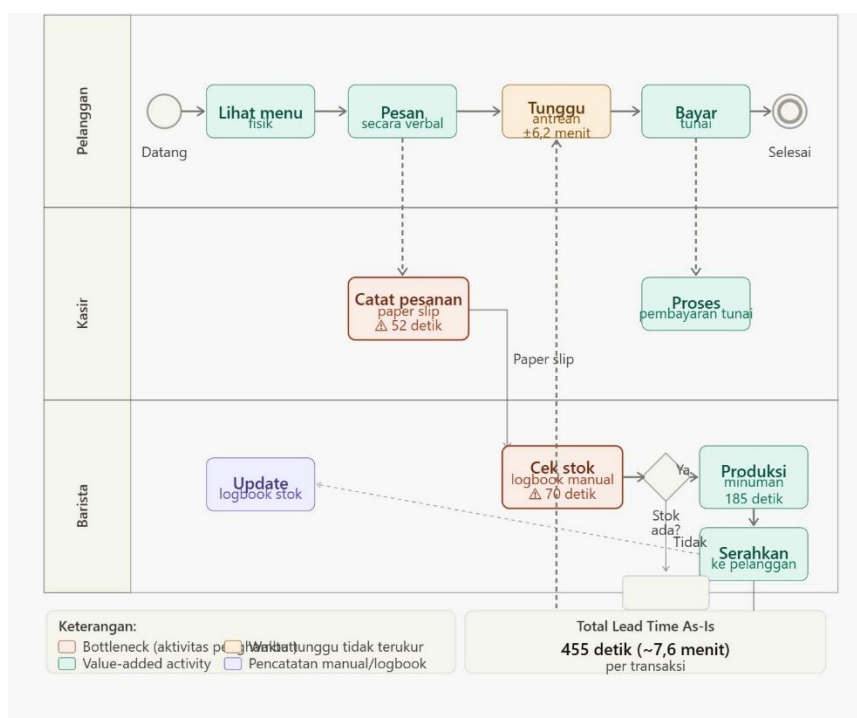 Pelanggan
Datang
Lihat menu
fisik
Pesan
secara verbal
Tunggu
antrean
±6,2 menit
Bayar
tunai
Selesai
Kasir
Catat pesanan
paper slip
⚠ 52 detik
Paper slip
Proses
pembayaran tunai
Barista
Update
logbook stok
Cek stok
logbook manual
⚠ 70 detik
Stok
ada?
Ya
Tidak
Produksi
minuman
185 detik
Serahkan
ke pelanggan
Keterangan:
Bottleneck (aktivitas penghambat)
Waktu tunggu tidak terukur
Value-added activity
Pencatatan manual/logbook
Total Lead Time As-Is
455 detik (~7,6 menit)
per transaksi